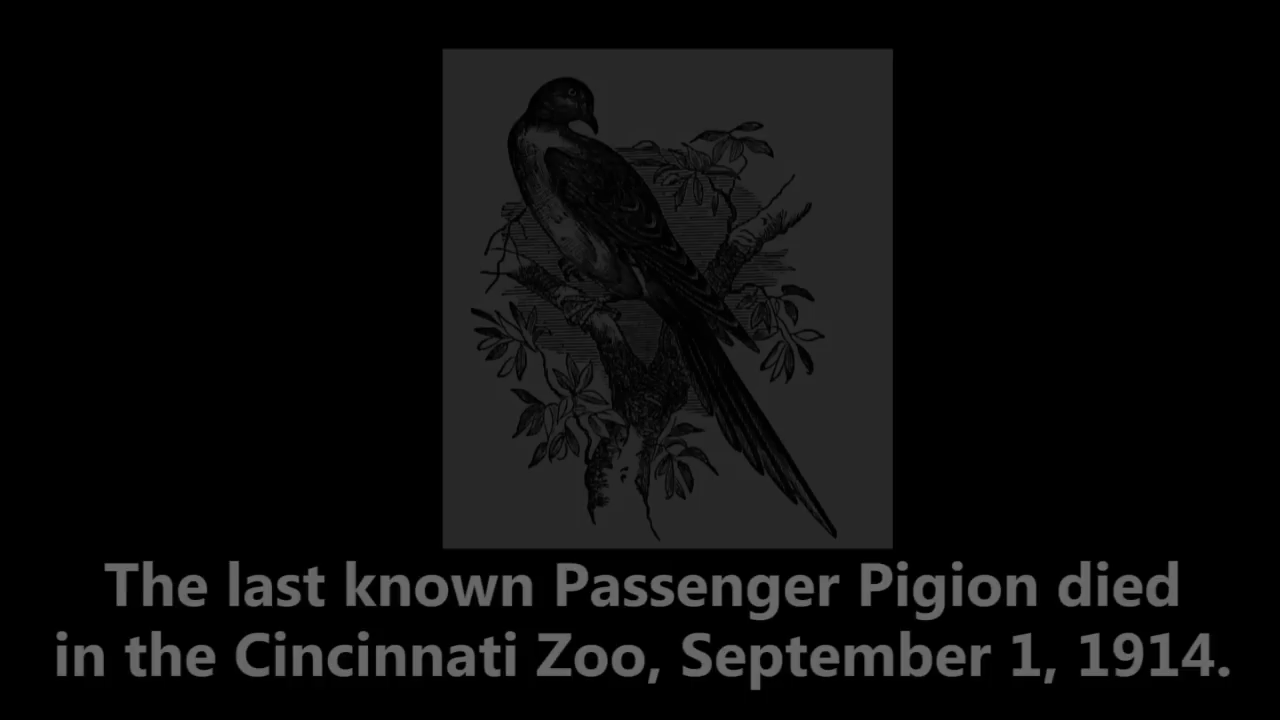 The last known Passenger Pigion died
in the Cincinnati Zoo, September 1, 1914.